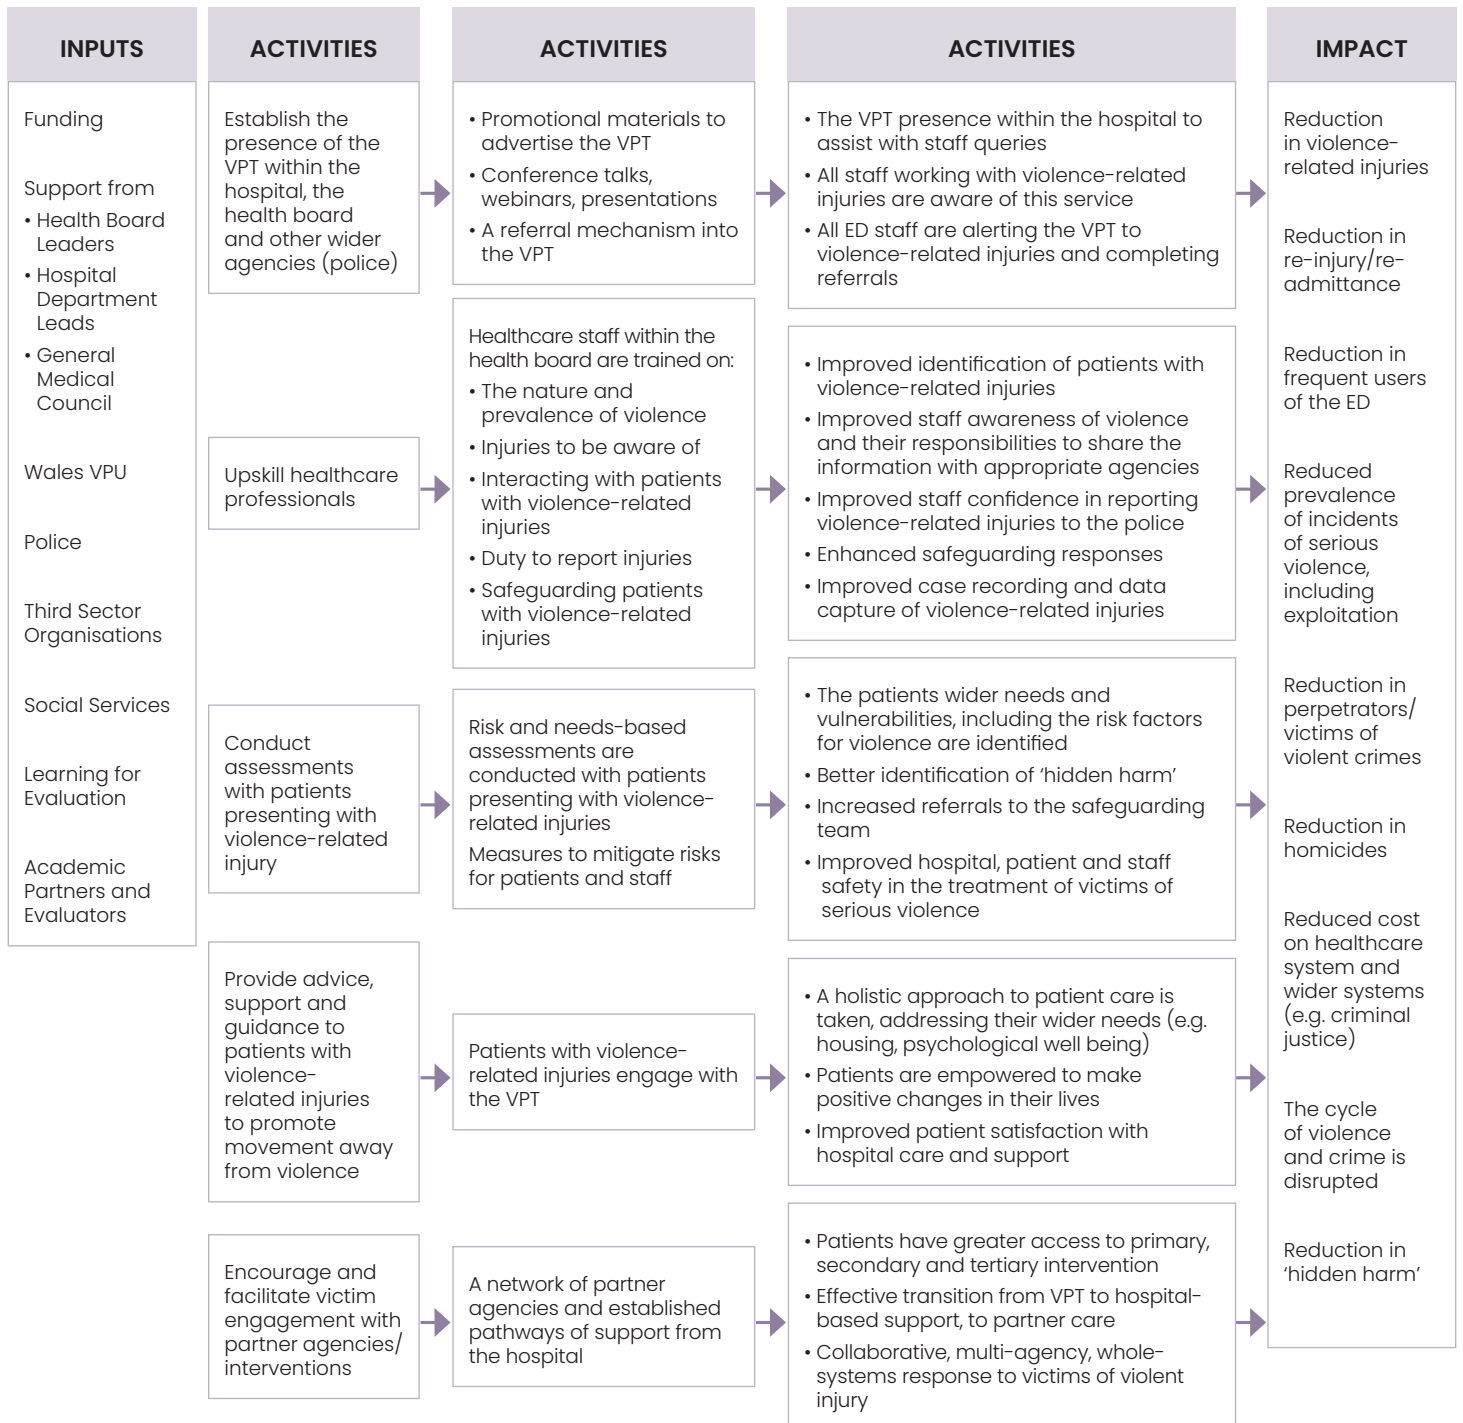 INPUTS
Funding
Support from
• Health Board
Leaders
• Hospital
Department
Leads
• General
Medical
Council
Wales VPU
Police
Third Sector
Organisations
Social Services
Learning for
Evaluation
Academic
Partners and
Evaluators
ACTIVITIES
Establish the
presence of the
VPT within the
hospital, the
health board
and other wider
agencies (police)
Upskill healthcare
professionals
Conduct
assessments
with patients
presenting with
violence-related
injury
Provide advice,
support and
guidance to
patients with
violence-
related injuries
to promote
movement away
from violence
Encourage and
facilitate victim
engagement with
partner agencies/
interventions
ACTIVITIES
• Promotional materials to
advertise the VPT
• Conference talks,
webinars, presentations
• A referral mechanism into
the VPT
Healthcare staff within the
health board are trained on:
• The nature and
prevalence of violence
• Injuries to be aware of
• Interacting with patients
with violence-related
injuries
• Duty to report injuries
• Safeguarding patients
with violence-related
injuries
Risk and needs-based
assessments are
conducted with patients
presenting with violence-
related injuries
Measures to mitigate risks
for patients and staff
Patients with violence-
related injuries engage with
the VPT
A network of partner
agencies and established
pathways of support from
the hospital
ACTIVITIES
• The VPT presence within the hospital to
assist with staff queries
• All staff working with violence-related
injuries are aware of this service
• All ED staff are alerting the VPT to
violence-related injuries and completing
referrals
• Improved identification of patients with
violence-related injuries
• Improved staff awareness of violence
and their responsibilities to share the
information with appropriate agencies
• Improved staff confidence in reporting
violence-related injuries to the police
• Enhanced safeguarding responses
• Improved case recording and data
capture of violence-related injuries
• The patients wider needs and
vulnerabilities, including the risk factors
for violence are identified
• Better identification of ‘hidden harm’
• Increased referrals to the safeguarding
team
• Improved hospital, patient and staff
safety in the treatment of victims of
serious violence
• A holistic approach to patient care is
taken, addressing their wider needs (e.g.
housing, psychological well being)
• Patients are empowered to make
positive changes in their lives
• Improved patient satisfaction with
hospital care and support
• Patients have greater access to primary,
secondary and tertiary intervention
• Effective transition from VPT to hospital-
based support, to partner care
• Collaborative, multi-agency, whole-
systems response to victims of violent
injury
IMPACT
Reduction
in violence-
related injuries
Reduction in
re-injury/re-
admittance
Reduction in
frequent users
of the ED
Reduced
prevalence
of incidents
of serious
violence,
including
exploitation
Reduction in
perpetrators/
victims of
violent crimes
Reduction in
homicides
Reduced cost
on healthcare
system and
wider systems
(e.g. criminal
justice)
The cycle
of violence
and crime is
disrupted
Reduction in
‘hidden harm’